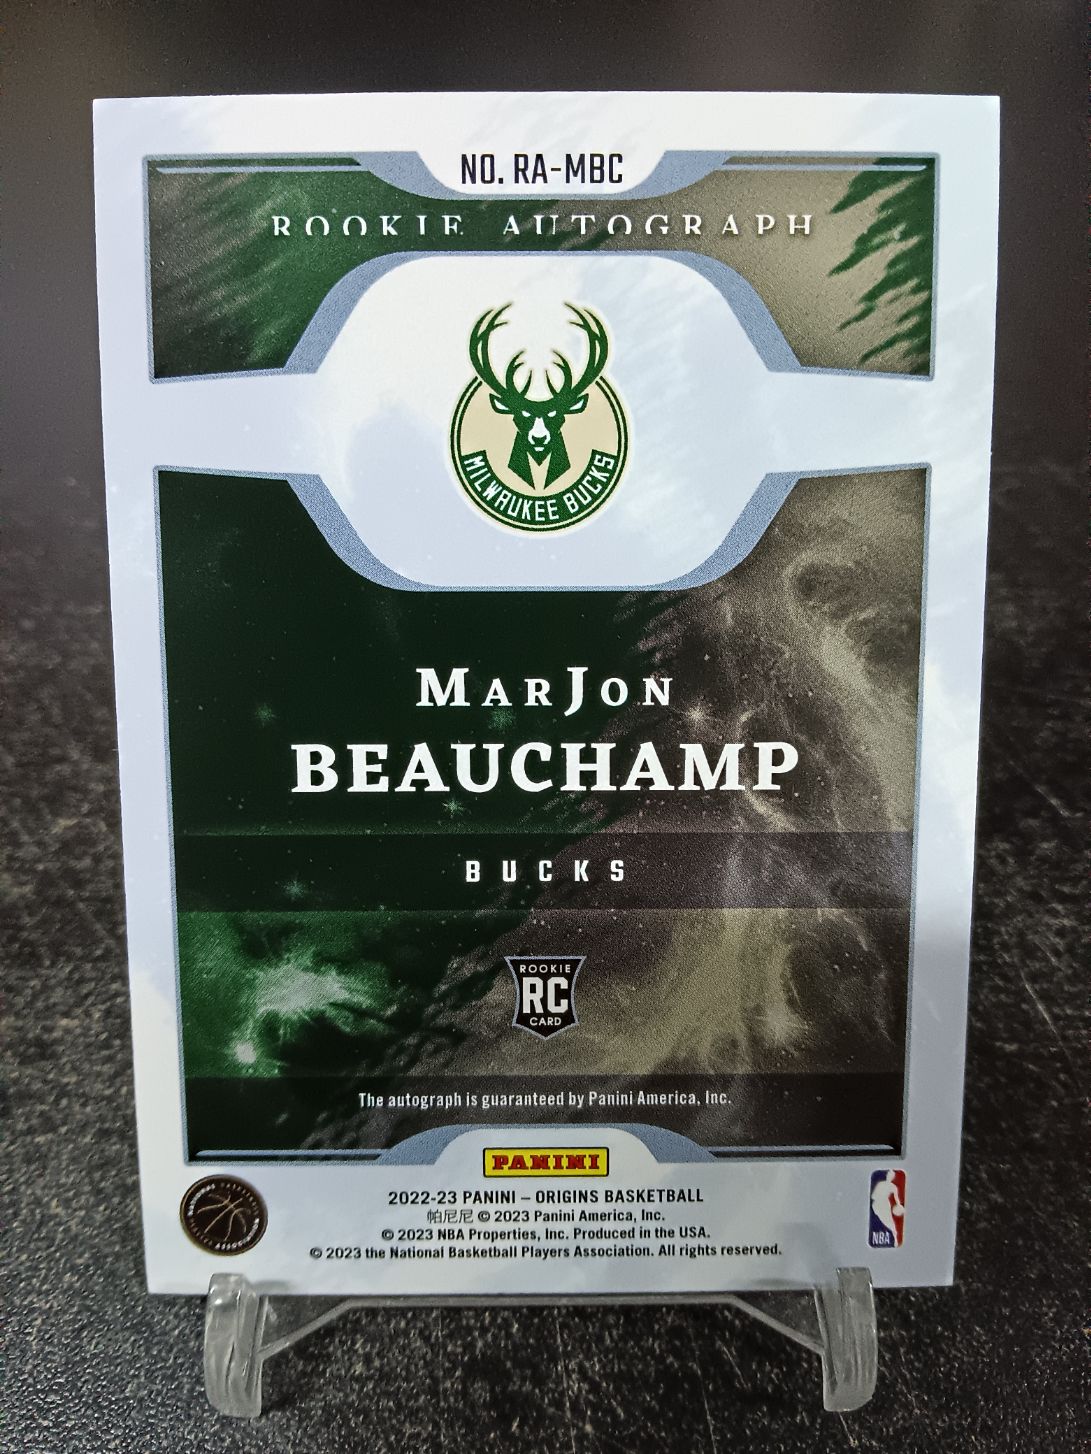 NO. RA-MBC
ROOKIE AUTOGRAPH
MILWAUKEE BUCKS
MARJON
BEAUCHAMP
BUCKS
ROOKIE
RC
CARD
The autograph is guaranteed by Panini America, Inc.
PANINI
2022-23 PANINI – ORIGINS BASKETBALL
帕尼尼 © 2023 Panini America, Inc.
© 2023 NBA Properties, Inc. Produced in the USA.
© 2023 the National Basketball Players Association. All rights reserved.
NBA